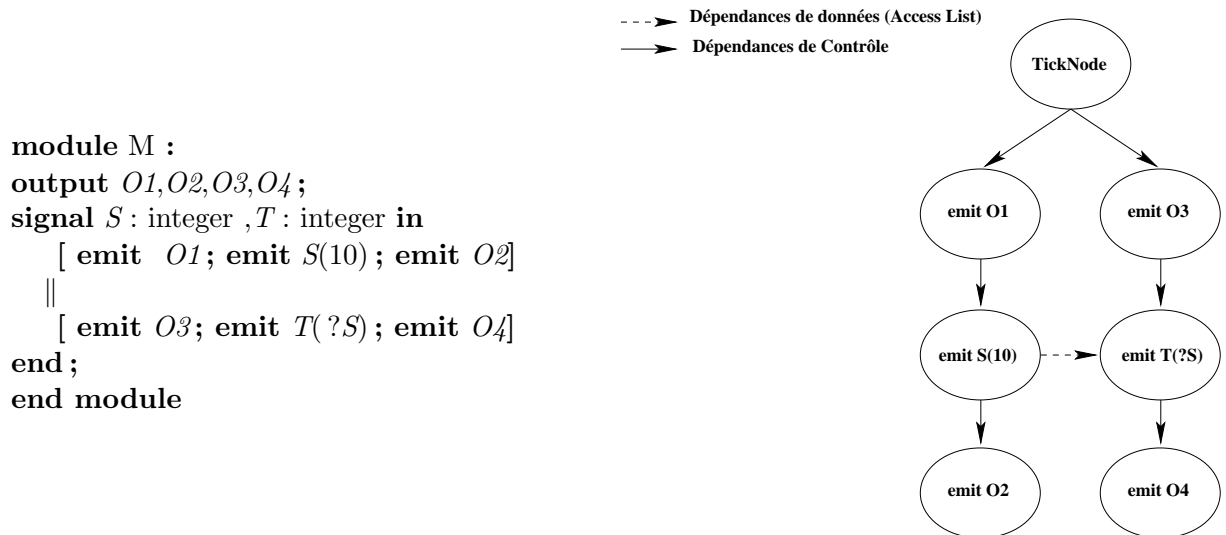 Dépendances de données (Access List)
Dépendances de Contrôle
module M :
output O1,O2,O3,O4 ;
signal S : integer , T : integer in
[ emit O1 ; emit S(10) ; emit O2]
||
[ emit O3 ; emit T( ?S) ; emit O4]
end ;
end module
TickNode
emit O1
emit O3
emit S(10)
emit T(?S)
emit O2
emit O4